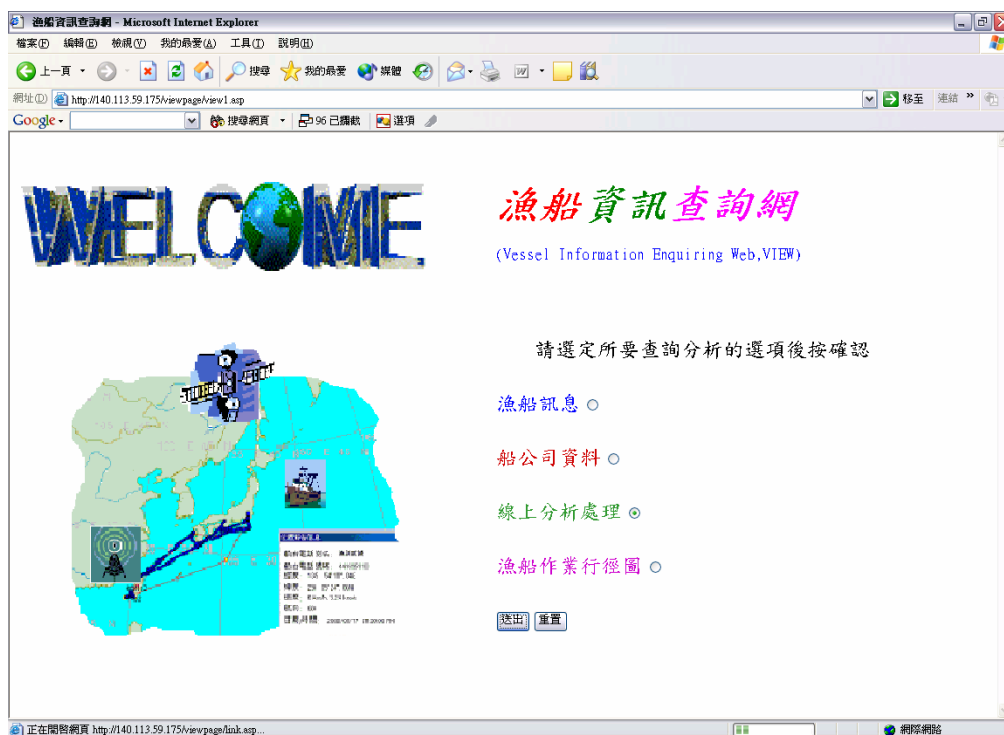 漁船資訊查詢網 - Microsoft Internet Explorer
檔案(F) 編輯(E) 檢視(V) 我的最愛(A) 工具(T) 說明(H)
上一頁 搜尋 我的最愛 媒體
網址(D) http://140.113.59.175/viewpage/view1.asp 移至 連結 »
Google 搜尋網頁 96 已攔截 選項
WELCOME
漁船資訊查詢網
(Vessel Information Enquiring Web,VIEW)
請選定所要查詢分析的選項後按確認
漁船訊息
船公司資料
線上分析處理
漁船作業行徑圖
送出 重置
正在開啓網頁 http://140.113.59.175/viewpage/link.asp... 網際網路